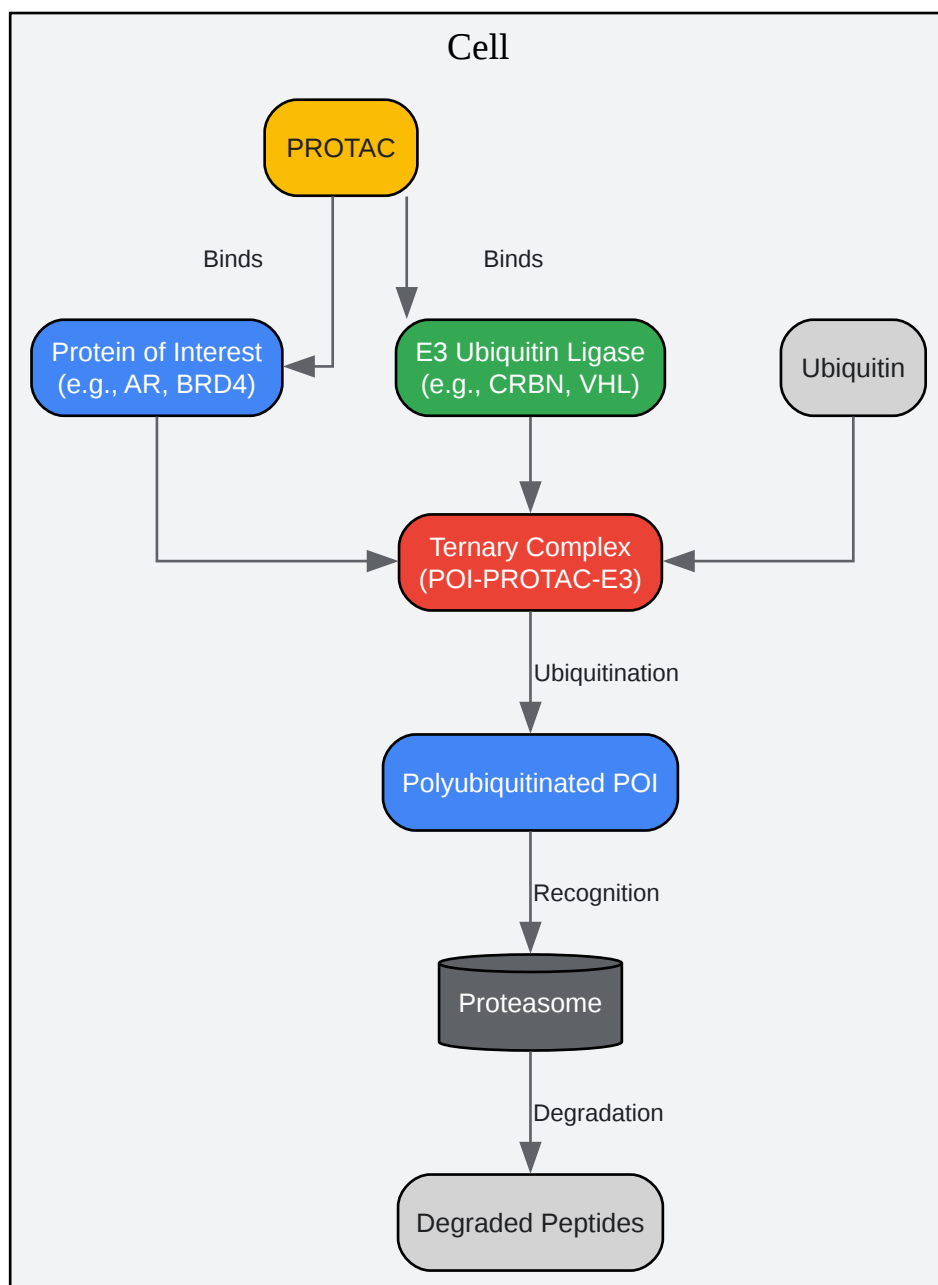 Cell
PROTAC
Binds
Binds
Protein of Interest
(e.g., AR, BRD4)
E3 Ubiquitin Ligase
(e.g., CRBN, VHL)
Ubiquitin
Ternary Complex
(POI-PROTAC-E3)
Ubiquitination
Polyubiquitinated POI
Recognition
Proteasome
Degradation
Degraded Peptides